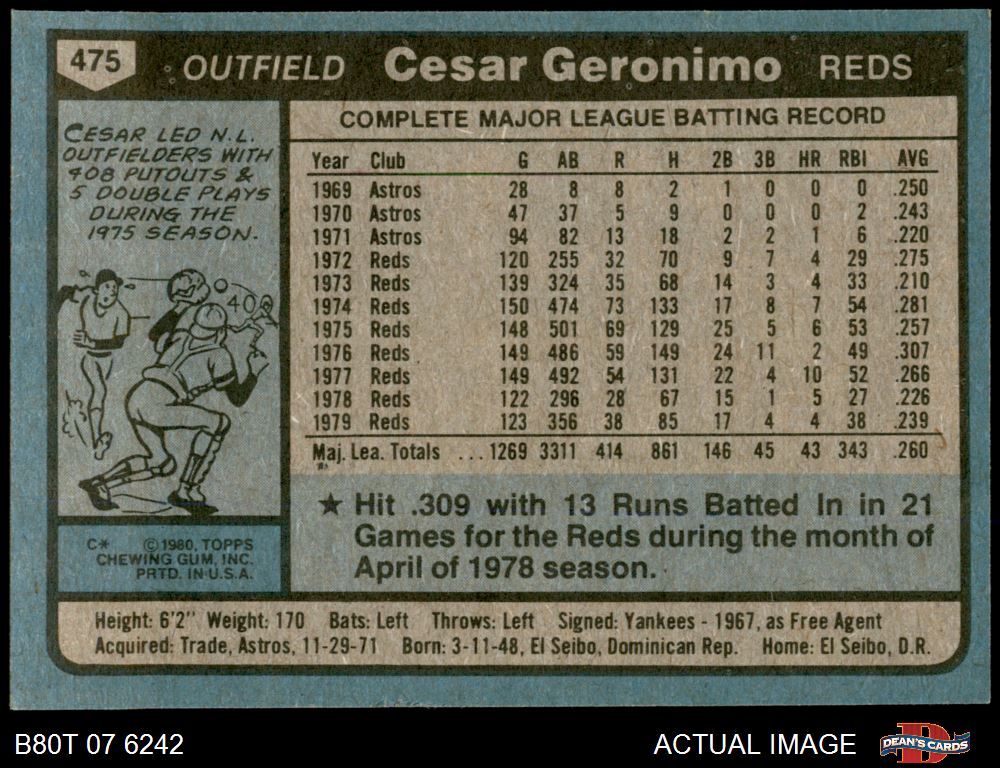 475 OUTFIELD Cesar Geronimo REDS
CESAR LED N.L.
OUTFIELDERS WITH
408 PUTOUTS &
5 DOUBLE PLAYS
DURING THE
1975 SEASON.
40
C* ©1980, TOPPS
CHEWING GUM, INC.
PRTD. IN U.S.A.
COMPLETE MAJOR LEAGUE BATTING RECORD
Year Club G AB R H 2B 3B HR RBI AVG
1969 Astros 28 8 8 2 1 0 0 0 .250
1970 Astros 47 37 5 9 0 0 0 2 .243
1971 Astros 94 82 13 18 2 2 1 6 .220
1972 Reds 120 255 32 70 9 7 4 29 .275
1973 Reds 139 324 35 68 14 3 4 33 .210
1974 Reds 150 474 73 133 17 8 7 54 .281
1975 Reds 148 501 69 129 25 5 6 53 .257
1976 Reds 149 486 59 149 24 11 2 49 .307
1977 Reds 149 492 54 131 22 4 10 52 .266
1978 Reds 122 296 28 67 15 1 5 27 .226
1979 Reds 123 356 38 85 17 4 4 38 .239
Maj. Lea. Totals ...1269 3311 414 861 146 45 43 343 .260
★ Hit .309 with 13 Runs Batted In in 21
Games for the Reds during the month of
April of 1978 season.
Height: 6'2" Weight: 170 Bats: Left Throws: Left Signed: Yankees - 1967, as Free Agent
Acquired: Trade, Astros, 11-29-71 Born: 3-11-48, El Seibo, Dominican Rep. Home: El Seibo, D.R.
B80T 07 6242 ACTUAL IMAGE DEAN'S CARDS